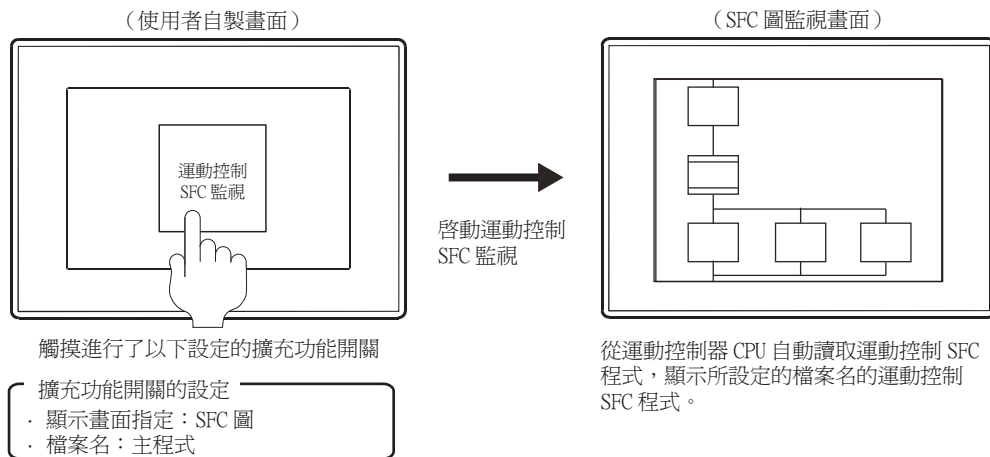 （使用者自製畫面）
運動控制
SFC 監視
觸摸進行了以下設定的擴充功能開關
擴充功能開關的設定
· 顯示畫面指定：SFC 圖
· 檔案名：主程式
啓動運動控制
SFC 監視
（SFC 圖監視畫面）
從運動控制器 CPU 自動讀取運動控制 SFC
程式，顯示所設定的檔案名的運動控制
SFC 程式。